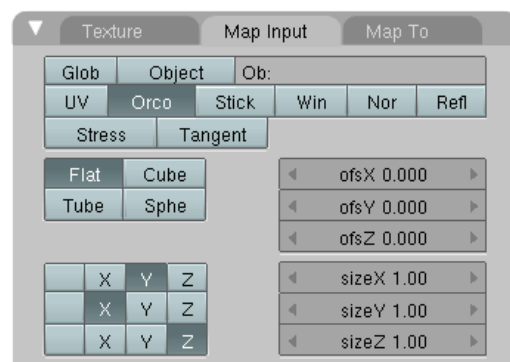 Texture Map Input Map To
Glob Object Ob:
UV Orco Stick Win Nor Refl
Stress Tangent
Flat Cube ofsX 0.000
Tube Sphe ofsY 0.000
ofsZ 0.000
X Y Z sizeX 1.00
X Y Z sizeY 1.00
X Y Z sizeZ 1.00